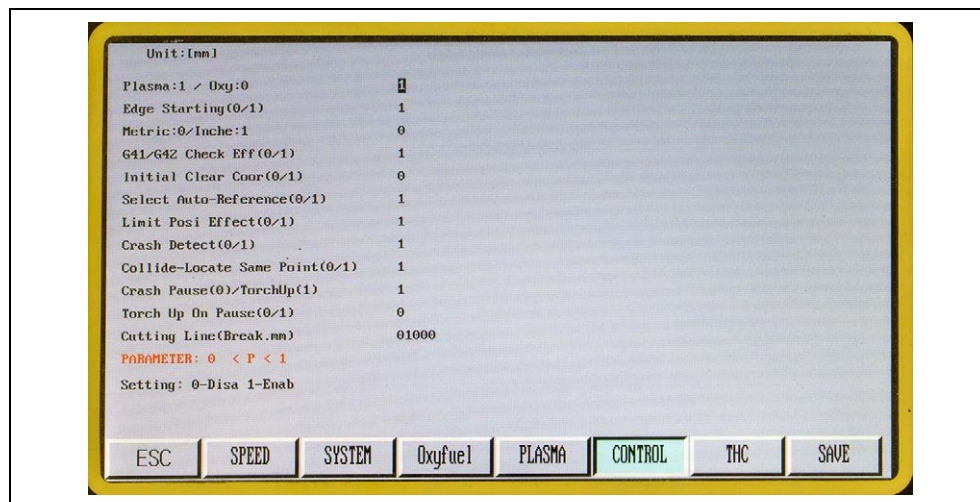 Unit:[mm]
Plasma:1 / Oxy:0 1
Edge Starting(0/1) 1
Metric:0/Inche:1 0
G41/G42 Check Eff(0/1) 1
Initial Clear Coor(0/1) 0
Select Auto-Reference(0/1) 1
Limit Posi Effect(0/1) 1
Crash Detect(0/1) 1
Collide-Locate Same Point(0/1) 1
Crash Pause(0)/TorchUp(1) 1
Torch Up On Pause(0/1) 0
Cutting Line(Break.mm) 01000
PARAMETER: 0 < P < 1
Setting: 0-Disa 1-Enab
ESC SPEED SYSTEM Oxyfuel PLASMA CONTROL THC SAVE